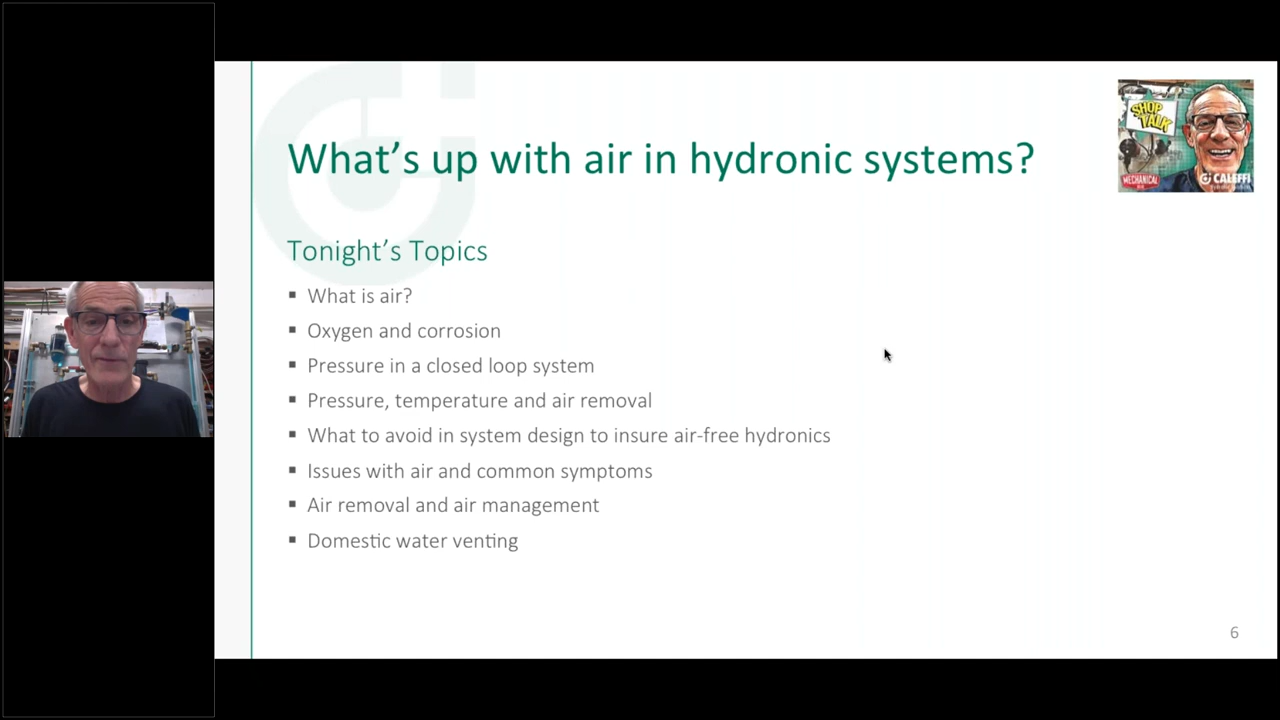 What's up with air in hydronic systems?
SHOP
TALK
MECHANICAL
CALEFFI
Tonight's Topics
▪ What is air?
▪ Oxygen and corrosion
▪ Pressure in a closed loop system
▪ Pressure, temperature and air removal
▪ What to avoid in system design to insure air-free hydronics
▪ Issues with air and common symptoms
▪ Air removal and air management
▪ Domestic water venting
6